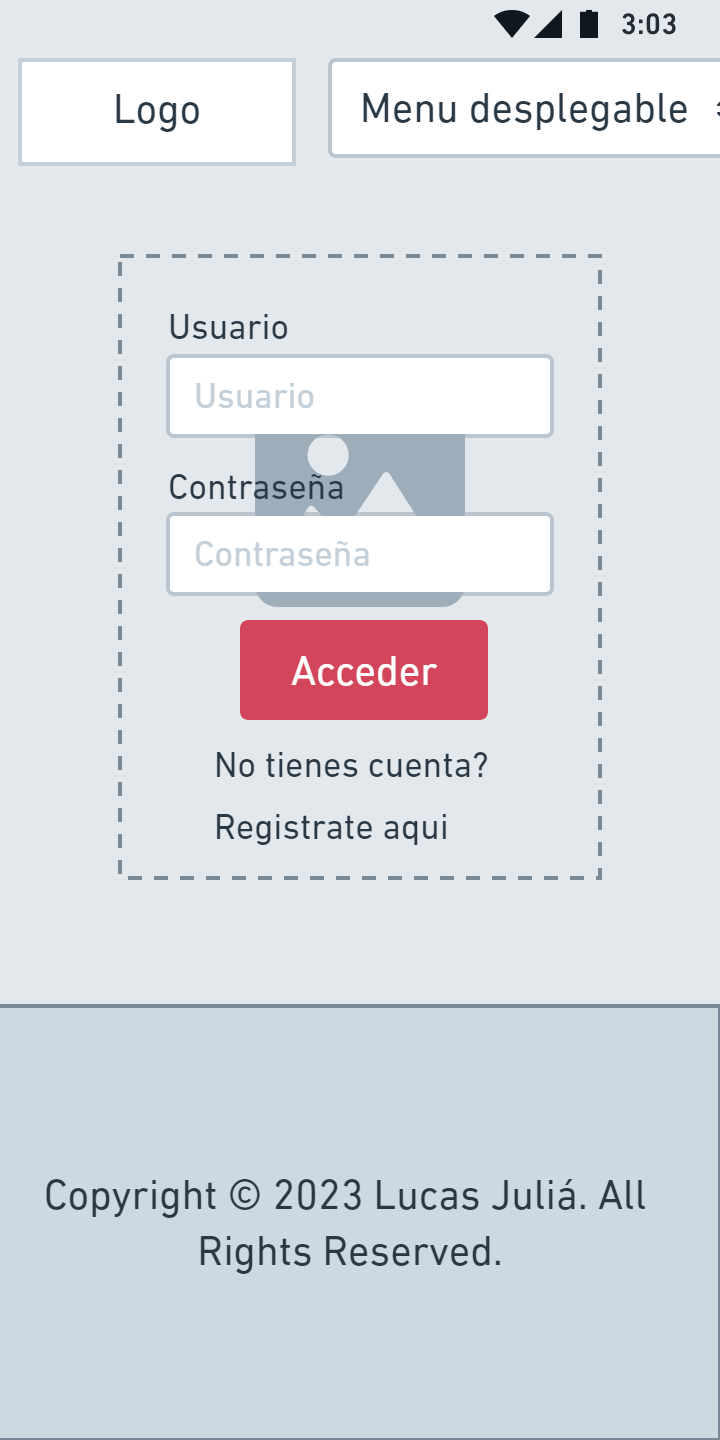 3:03
Logo
Menu desplegable
Usuario
Usuario
Contraseña
Contraseña
Acceder
No tienes cuenta?
Registrate aqui
Copyright © 2023 Lucas Juliá. All
Rights Reserved.